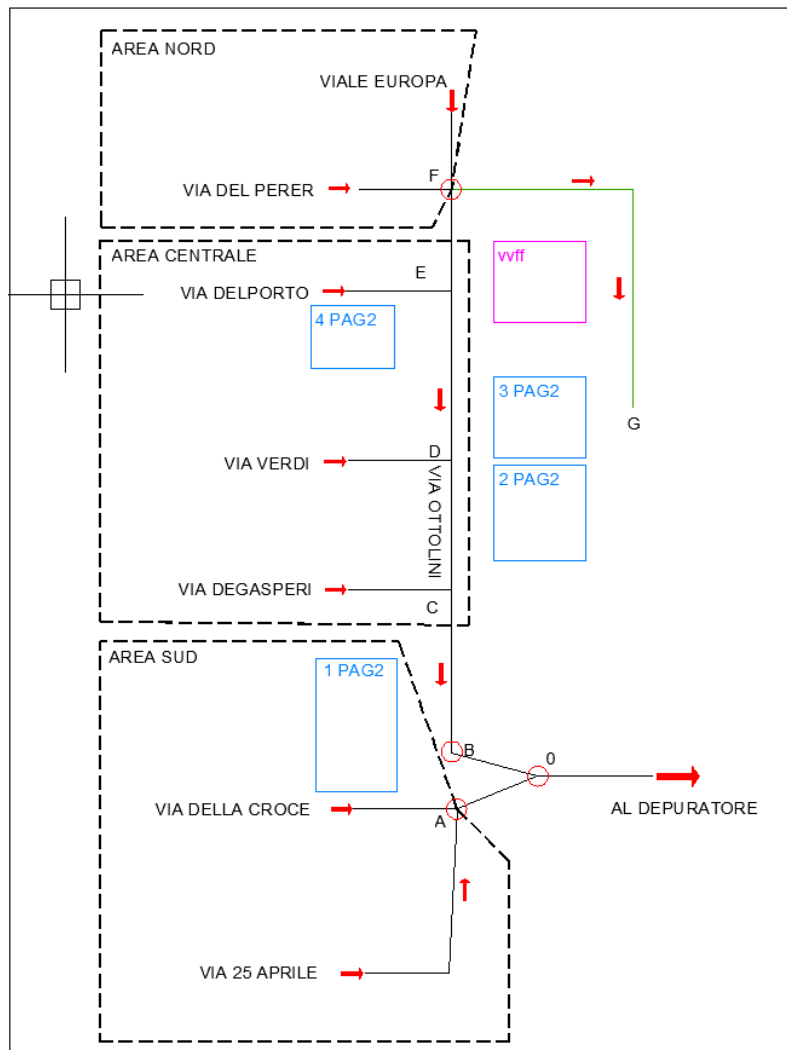 AREA NORD
VIALE EUROPA
F
VIA DEL PERER
AREA CENTRALE
vvff
E
VIA DELPORTO
4 PAG2
3 PAG2
G
D
VIA VERDI
2 PAG2
VIA OTTOLINI
VIA DEGASPERI
C
AREA SUD
1 PAG2
B
0
VIA DELLA CROCE
AL DEPURATORE
A
VIA 25 APRILE